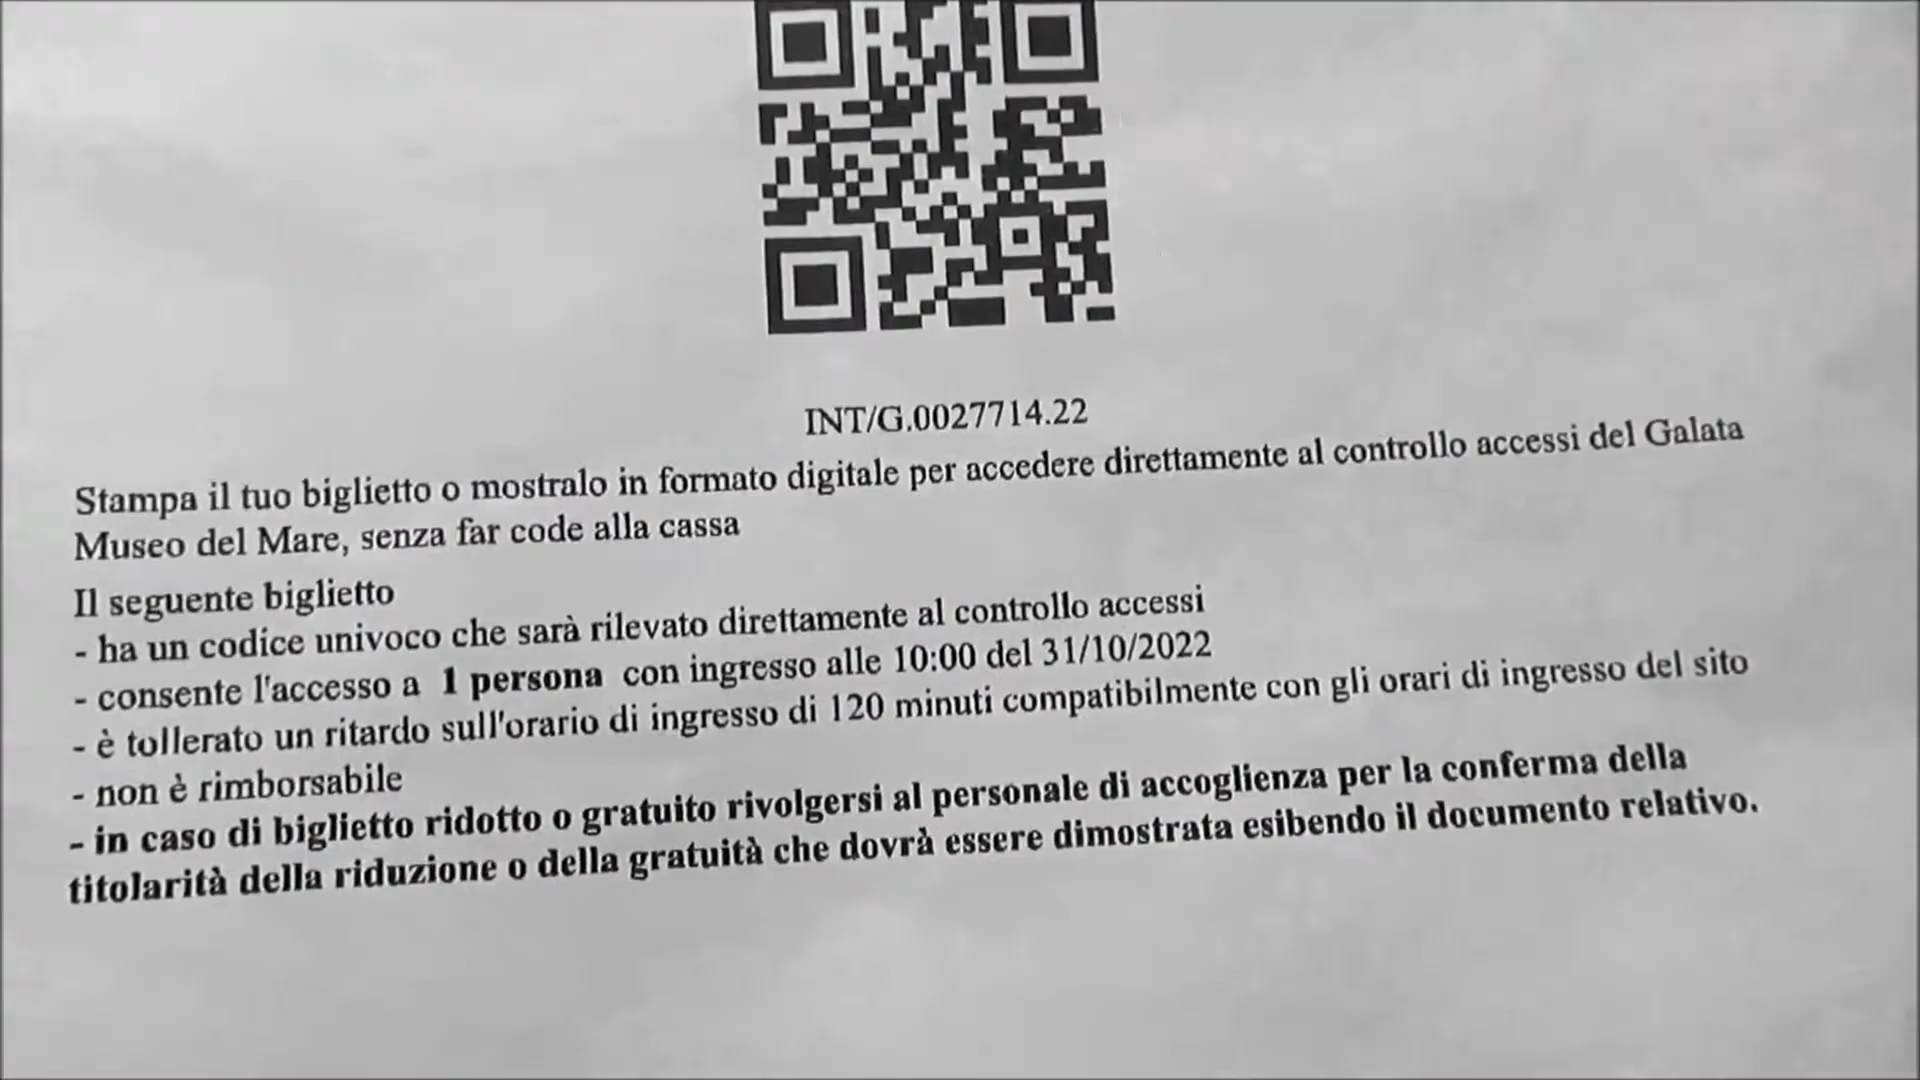 INT/G.0027714.22
Stampa il tuo biglietto o mostralo in formato digitale per accedere direttamente al controllo accessi del Galata
Museo del Mare, senza far code alla cassa
Il seguente biglietto
- ha un codice univoco che sarà rilevato direttamente al controllo accessi
- consente l'accesso a 1 persona con ingresso alle 10:00 del 31/10/2022
- è tollerato un ritardo sull'orario di ingresso di 120 minuti compatibilmente con gli orari di ingresso del sito
- non è rimborsabile
- in caso di biglietto ridotto o gratuito rivolgersi al personale di accoglienza per la conferma della
titolarità della riduzione o della gratuità che dovrà essere dimostrata esibendo il documento relativo.